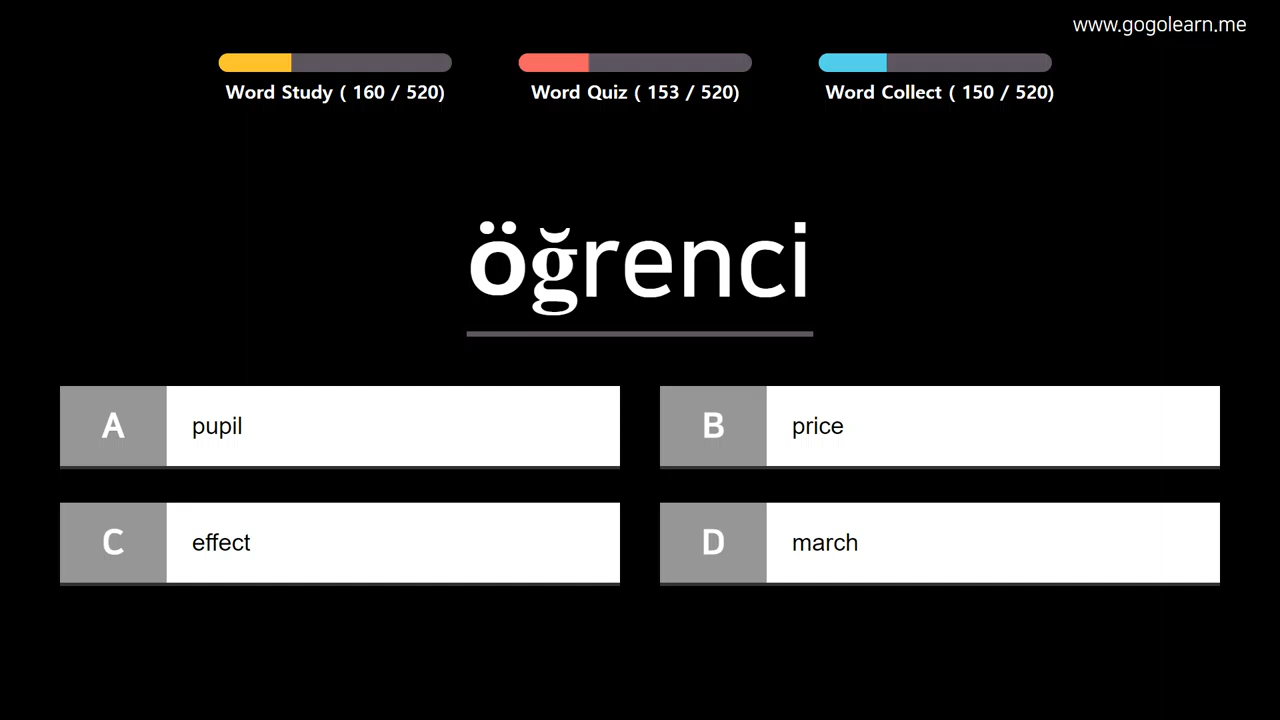 www.gogolearn.me
Word Study ( 160 / 520)
Word Quiz ( 153 / 520)
Word Collect ( 150 / 520)
öğrenci
A pupil
B price
C effect
D march